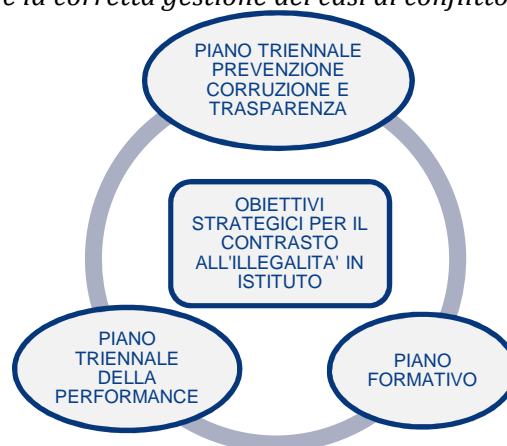 e la corretta gestione dei casi di conflitto
PIANO TRIENNALE
PREVENZIONE
CORRUZIONE E
TRASPARENZA
OBIETTIVI
STRATEGICI PER IL
CONTRASTO
ALL'ILLEGALITA' IN
ISTITUTO
PIANO
TRIENNALE
DELLA
PERFORMANCE
PIANO
FORMATIVO